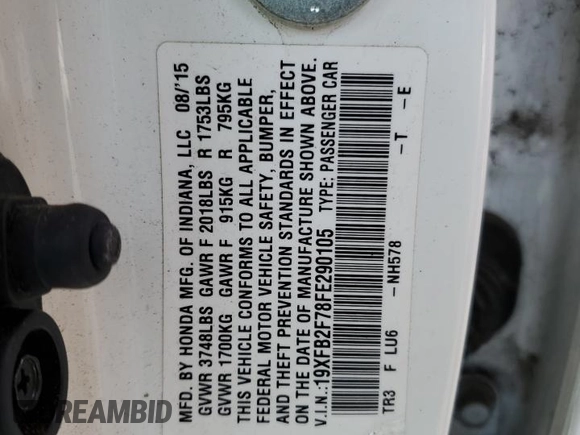 MFD. BY HONDA MFG. OF INDIANA, LLC 08/'15
GVWR 3748LBS GAWR F 2018LBS R 1753LBS
GVWR 1700KG GAWR F 915KG R 795KG
THIS VEHICLE CONFORMS TO ALL APPLICABLE
FEDERAL MOTOR VEHICLE SAFETY, BUMPER,
AND THEFT PREVENTION STANDARDS IN EFFECT
ON THE DATE OF MANUFACTURE SHOWN ABOVE.
V.I.N.:19XFB2F78FE290105 TYPE: PASSENGER CAR
TR3 F LU6 -NH578 -T -E
REAMBID